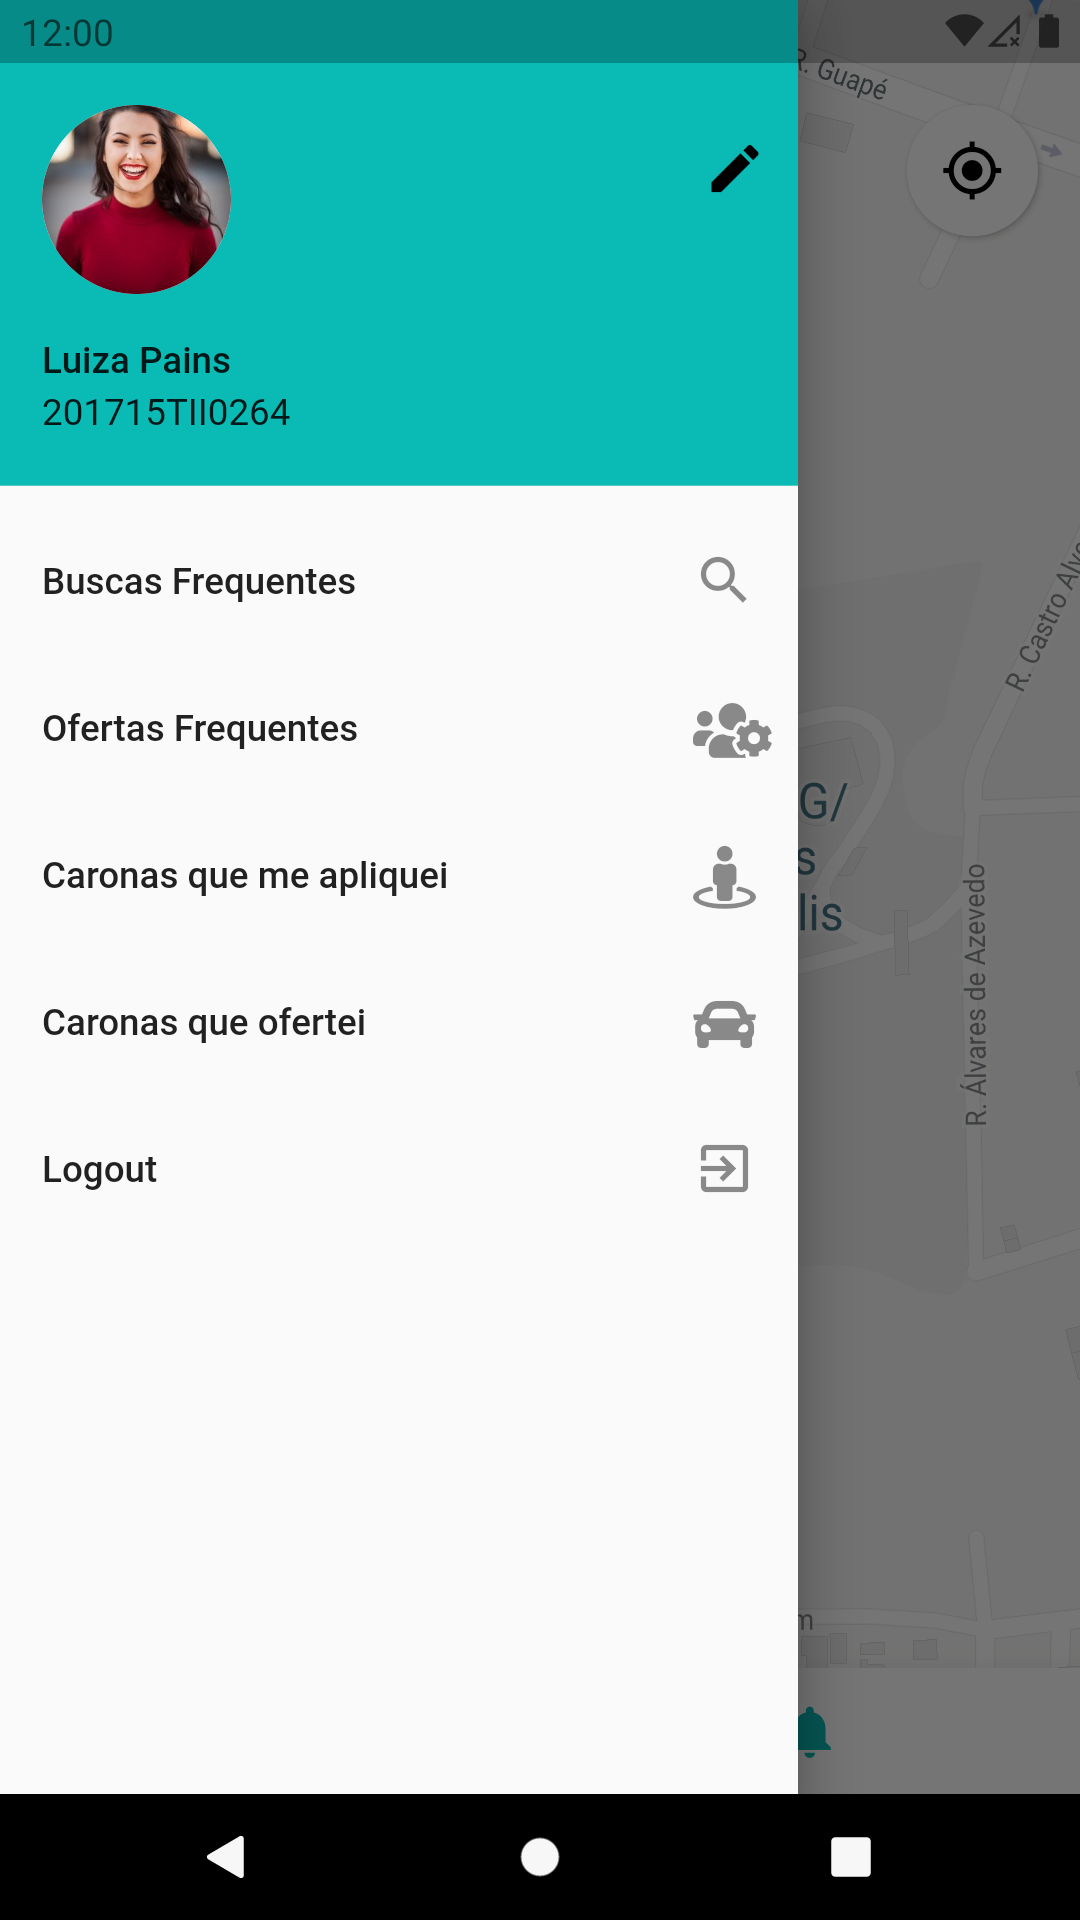 12:00
R. Guapé
Luiza Pains
201715TII0264
Buscas Frequentes
Ofertas Frequentes
Caronas que me apliquei
Caronas que ofertei
Logout
R. Castro Alve
G/
s
lis
R. Álvares de Azevedo
m